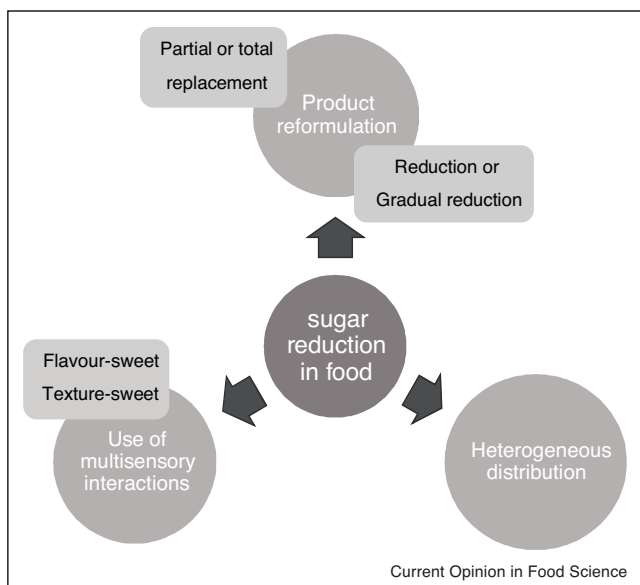 Partial or total
replacement
Product
reformulation
Reduction or
Gradual reduction
sugar
reduction
in food
Flavour-sweet
Texture-sweet
Use of
multisensory
interactions
Heterogeneous
distribution
Current Opinion in Food Science